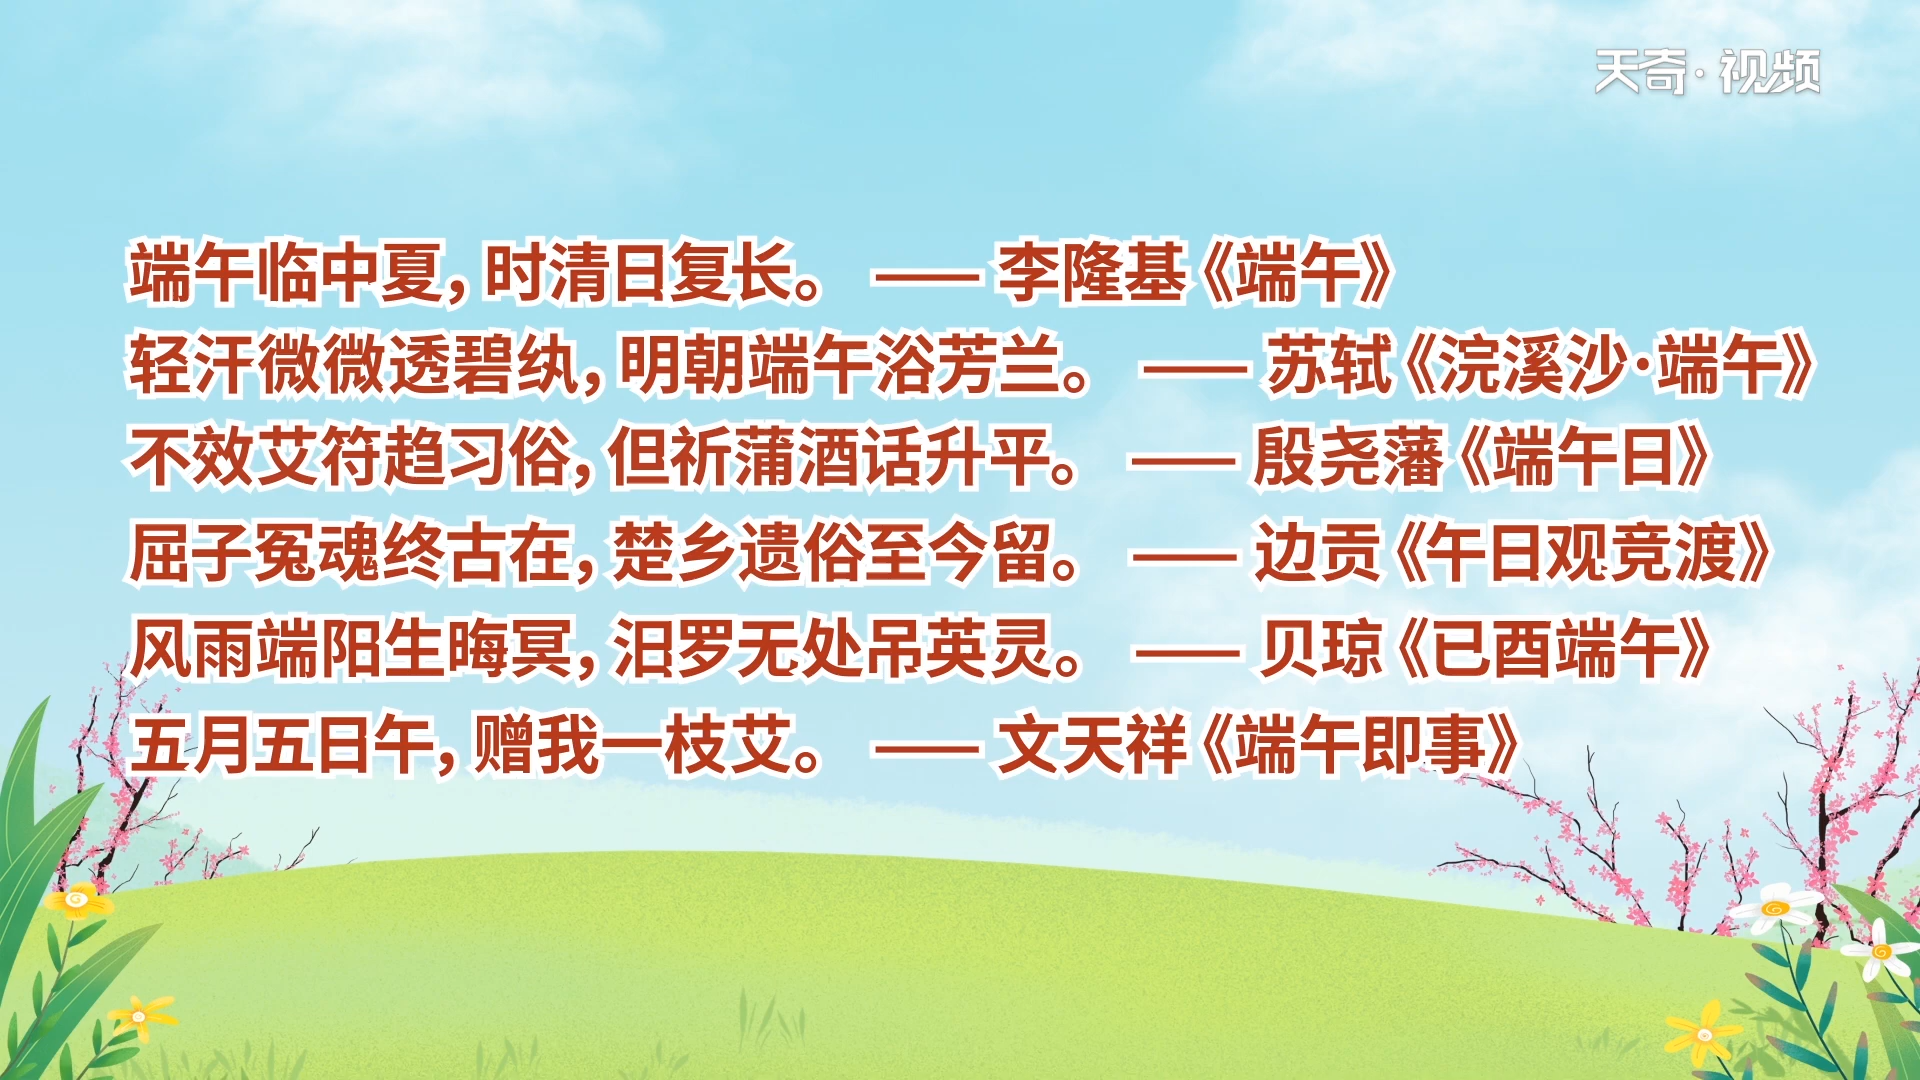 天奇·视频
端午临中夏，时清日复长。 —— 李隆基《端午》
轻汗微微透碧纨，明朝端午浴芳兰。 —— 苏轼《浣溪沙·端午》
不效艾符趋习俗，但祈蒲酒话升平。 —— 殷尧藩《端午日》
屈子冤魂终古在，楚乡遗俗至今留。 —— 边贡《午日观竞渡》
风雨端阳生晦冥，汨罗无处吊英灵。 —— 贝琼《已酉端午》
五月五日午，赠我一枝艾。 —— 文天祥《端午即事》